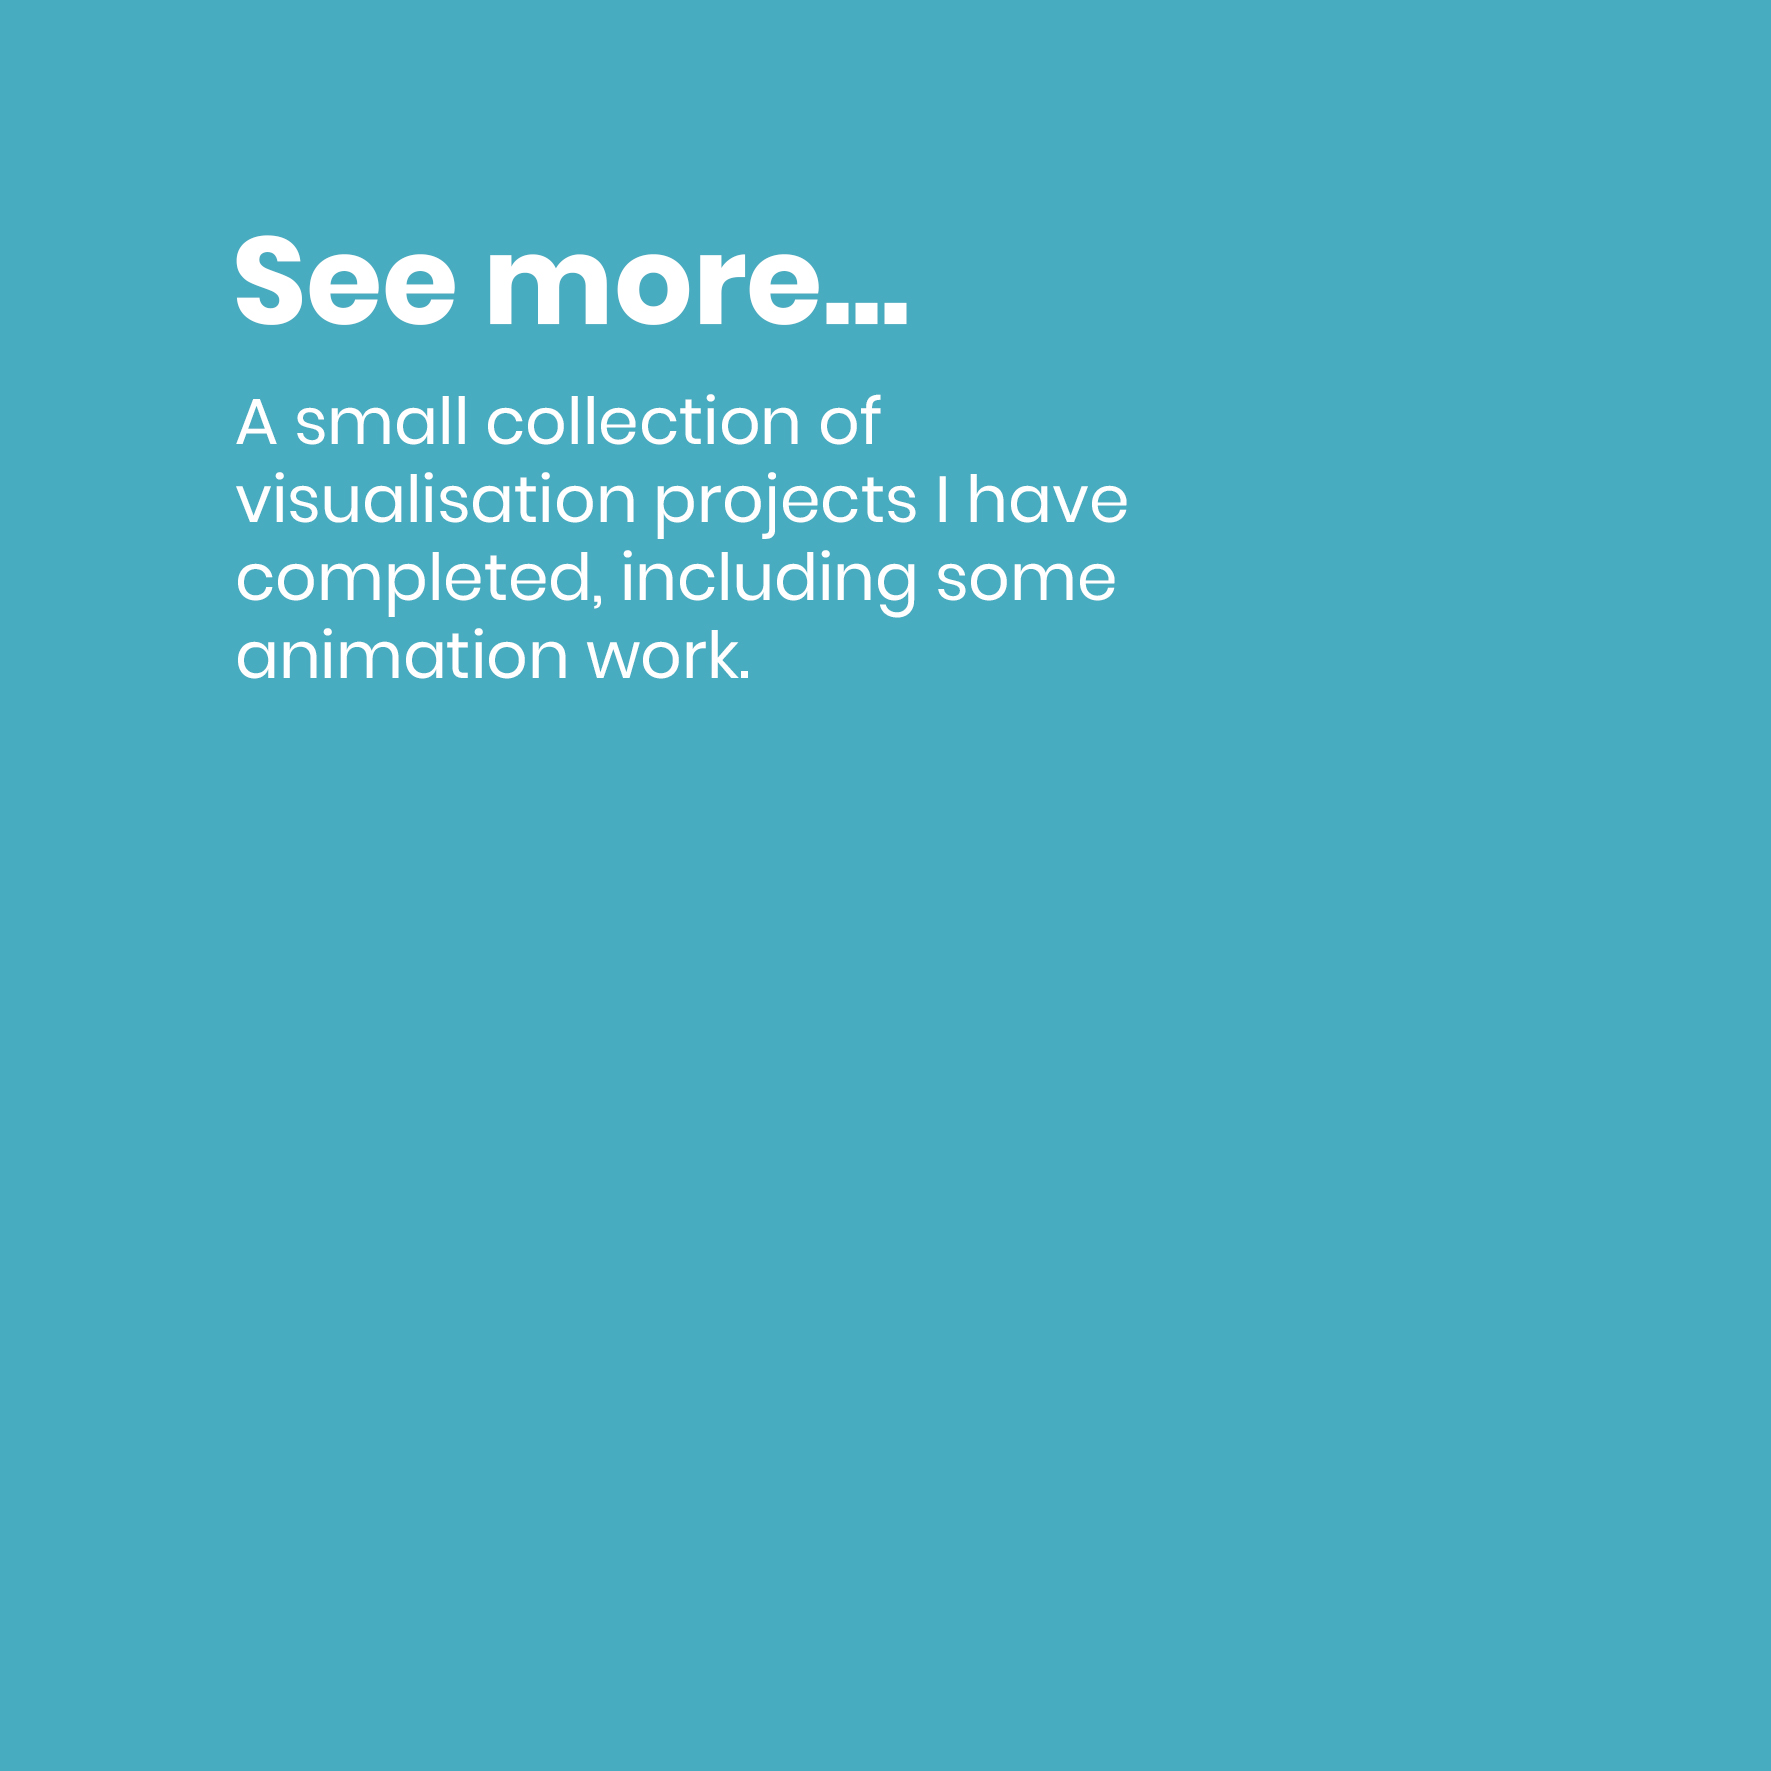 See more...
A small collection of
visualisation projects I have
completed, including some
animation work.